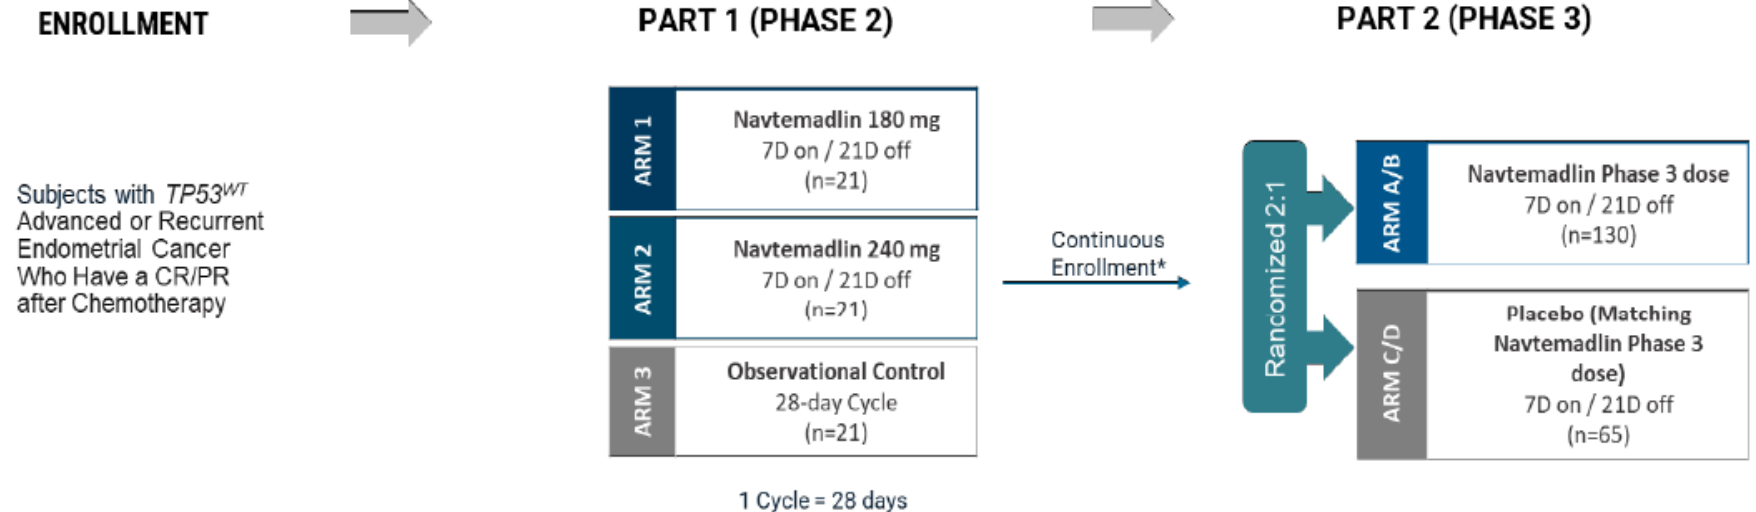 ENROLLMENT
PART 1 (PHASE 2)
PART 2 (PHASE 3)
Subjects with TP53WT
Advanced or Recurrent
Endometrial Cancer
Who Have a CR/PR
after Chemotherapy
ARM 1
Navtemadlin 180 mg
7D on / 21D off
(n=21)
ARM 2
Navtemadlin 240 mg
7D on / 21D off
(n=21)
ARM 3
Observational Control
28-day Cycle
(n=21)
1 Cycle = 28 days
Continuous
Enrollment*
Randomized 2:1
ARM A/B
Navtemadlin Phase 3 dose
7D on / 21D off
(n=130)
ARM C/D
Placebo (Matching
Navtemadlin Phase 3
dose)
7D on / 21D off
(n=65)